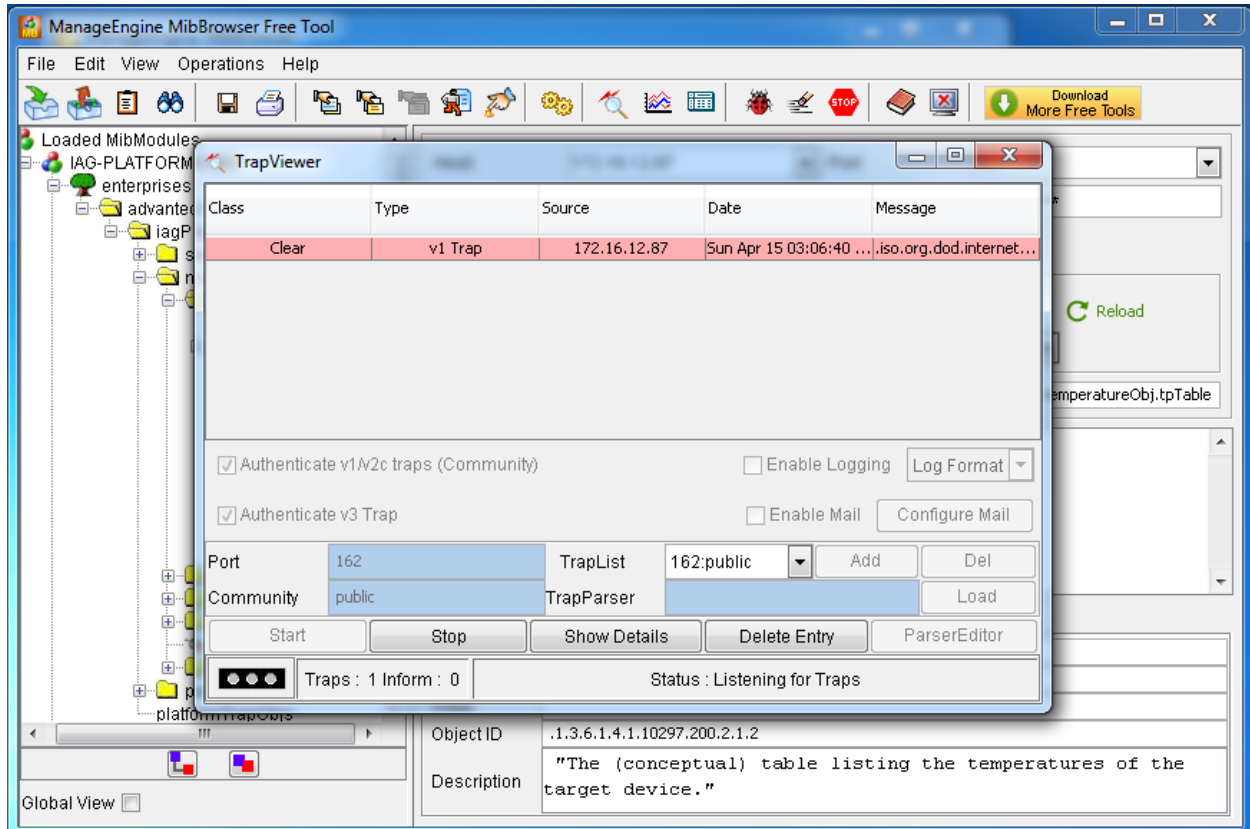 ManageEngine MibBrowser Free Tool
File Edit View Operations Help
STOP
Download
More Free Tools
Loaded MibModules
IAG-PLATFORM
enterprises
advante
iagP
TrapViewer
Class Type Source Date Message
Clear v1 Trap 172.16.12.87 Sun Apr 15 03:06:40 ... .iso.org.dod.internet...
Reload
emperatureObj.tpTable
Authenticate v1/v2c traps (Community) Enable Logging Log Format
Authenticate v3 Trap Enable Mail Configure Mail
Port 162 TrapList 162:public Add Del
Community public TrapParser Load
Start Stop Show Details Delete Entry ParserEditor
Traps : 1 Inform : 0 Status : Listening for Traps
platformTrapObjs
Object ID .1.3.6.1.4.1.10297.200.2.1.2
Description "The (conceptual) table listing the temperatures of the
target device."
Global View